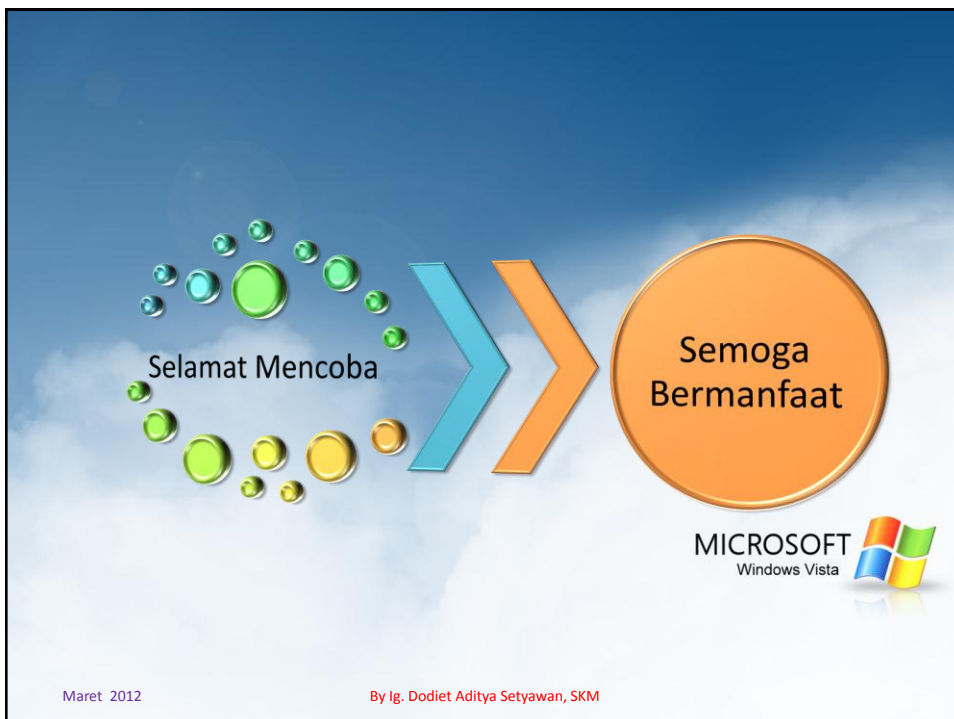 Selamat Mencoba
Semoga
Bermanfaat
MICROSOFT
Windows Vista
Maret 2012
By Ig. Dodiet Aditya Setyawan, SKM